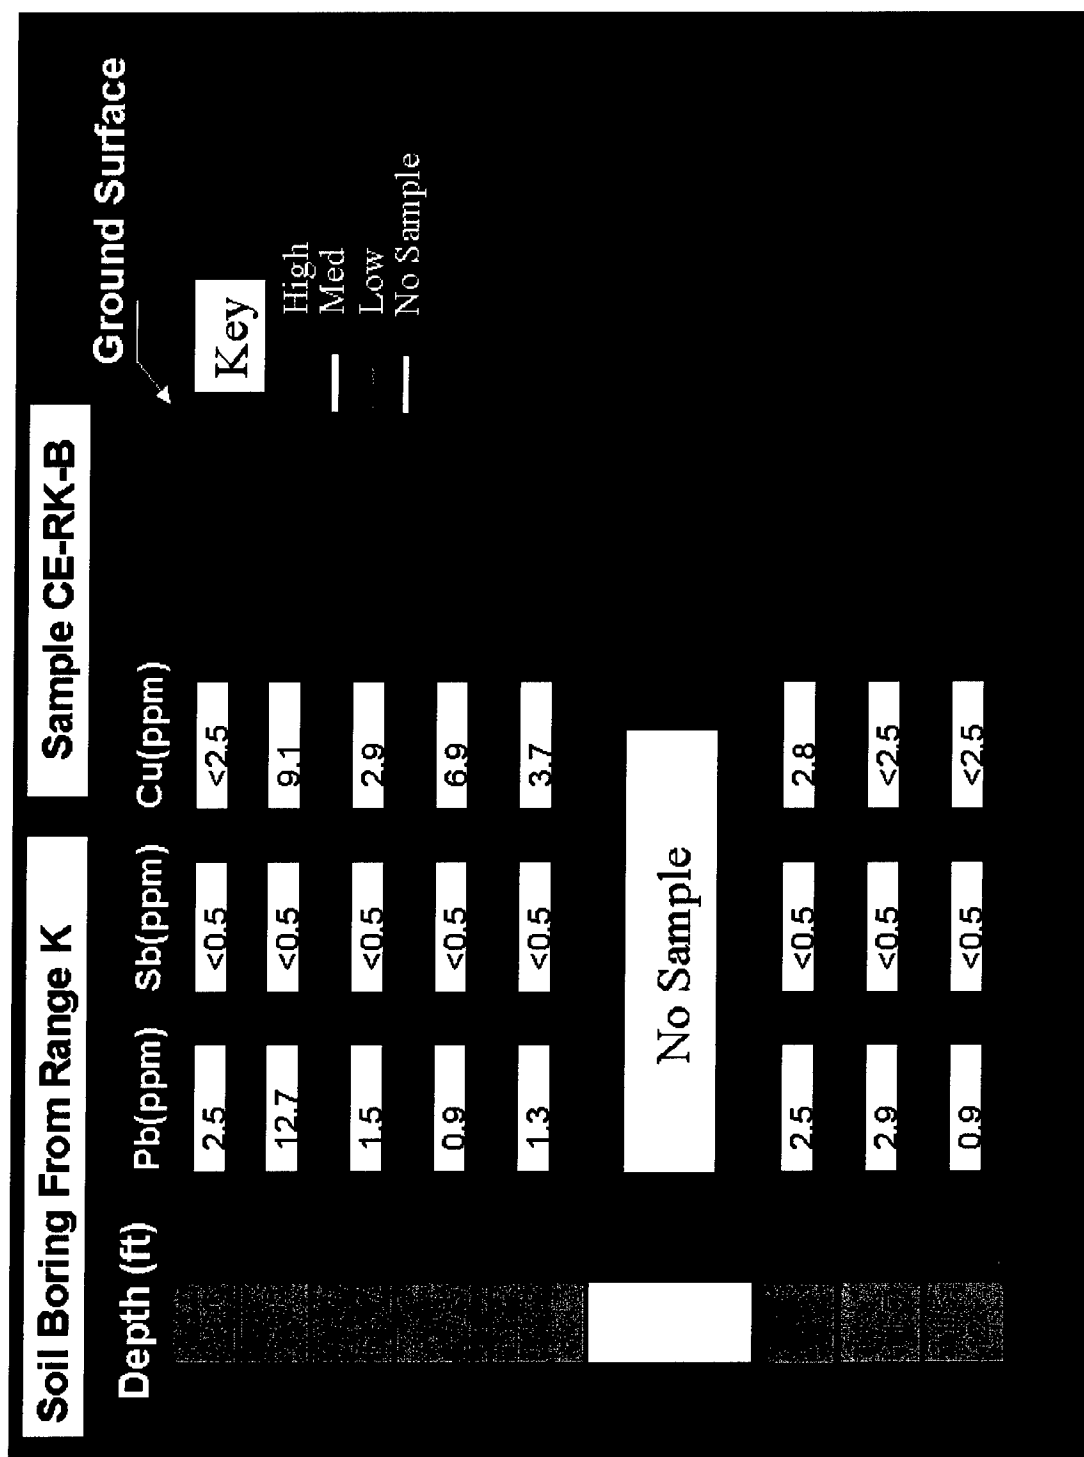 Soil Boring From Range K
Sample CE-RK-B
Ground Surface
Depth (ft) Pb(ppm) Sb(ppm) Cu(ppm)
2.5 <0.5 <2.5
12.7 <0.5 9.1
1.5 <0.5 2.9
0.9 <0.5 6.9
1.3 <0.5 3.7
No Sample
2.5 <0.5 2.8
2.9 <0.5 <2.5
0.9 <0.5 <2.5
Key
High
Med
Low
No Sample